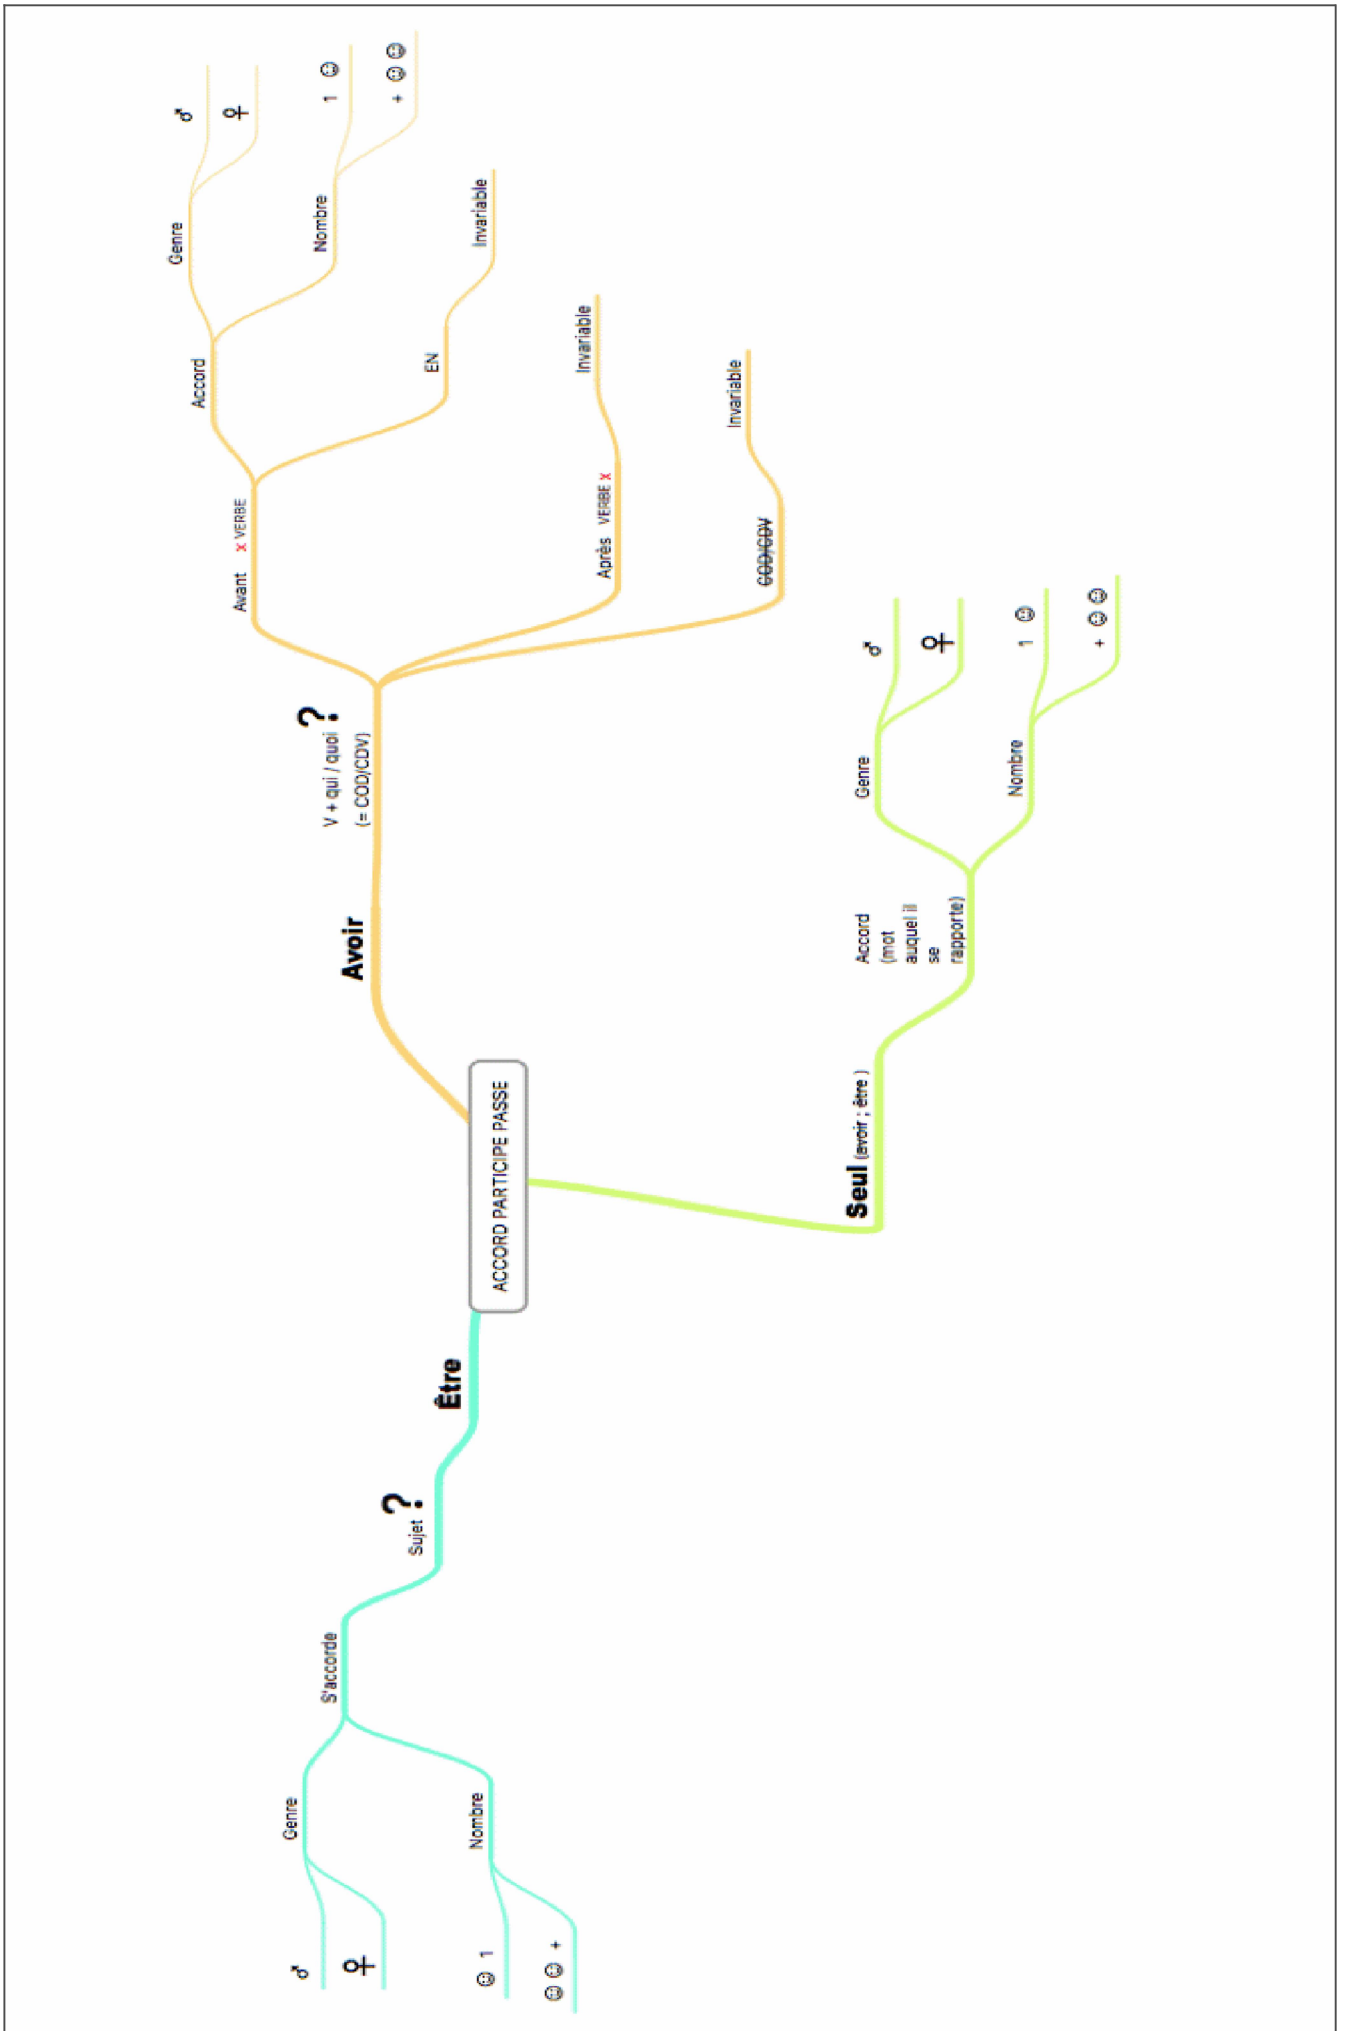 ACCORD PARTICIPE PASSE
Être
Sujet ?
S'accorde
Genre
♂
♀
Nombre
☺ 1
☺☺ +
Avoir
V + qui / quoi ?
(= COD/CDV)
Avant x VERBE
Accord
Genre
♂
♀
Nombre
1 ☺
+ ☺☺
EN
Invariable
Après VERBE x
Invariable
COD/CDV
Invariable
Seul (avoir ; être )
Accord
(mot
auquel il
se
rapporte)
Genre
♂
♀
Nombre
1 ☺
+ ☺☺